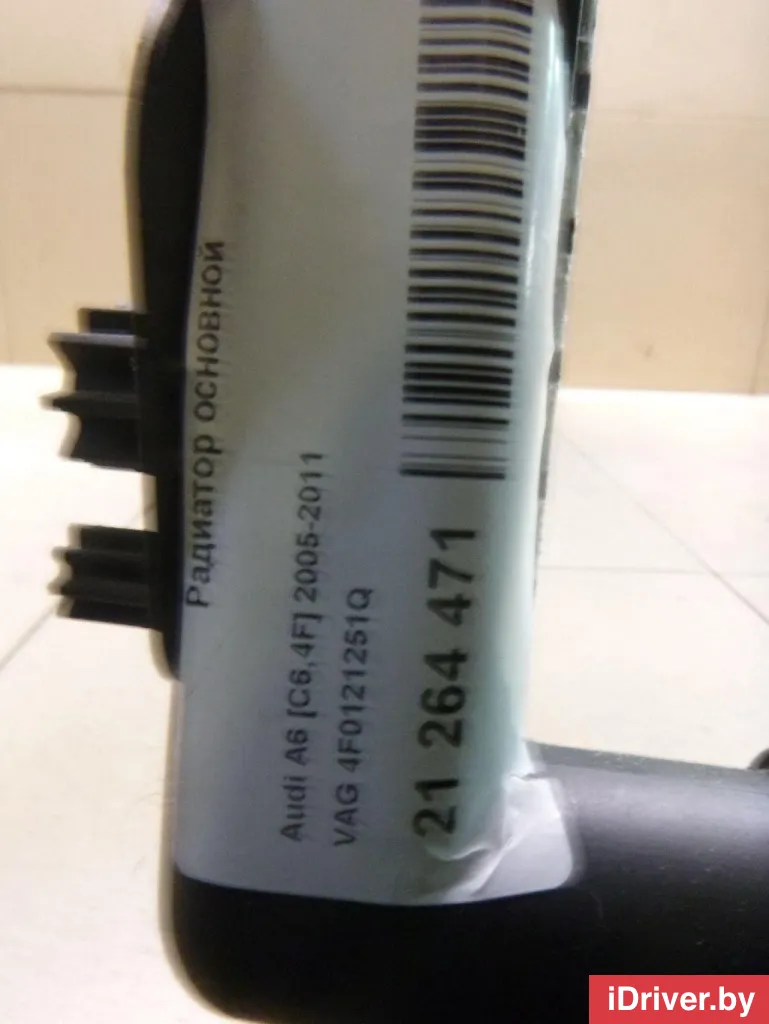 Радиатор основной
Audi A6 [C6,4F] 2005-2011
VAG 4F0121251Q
21 264 471
iDriver.by